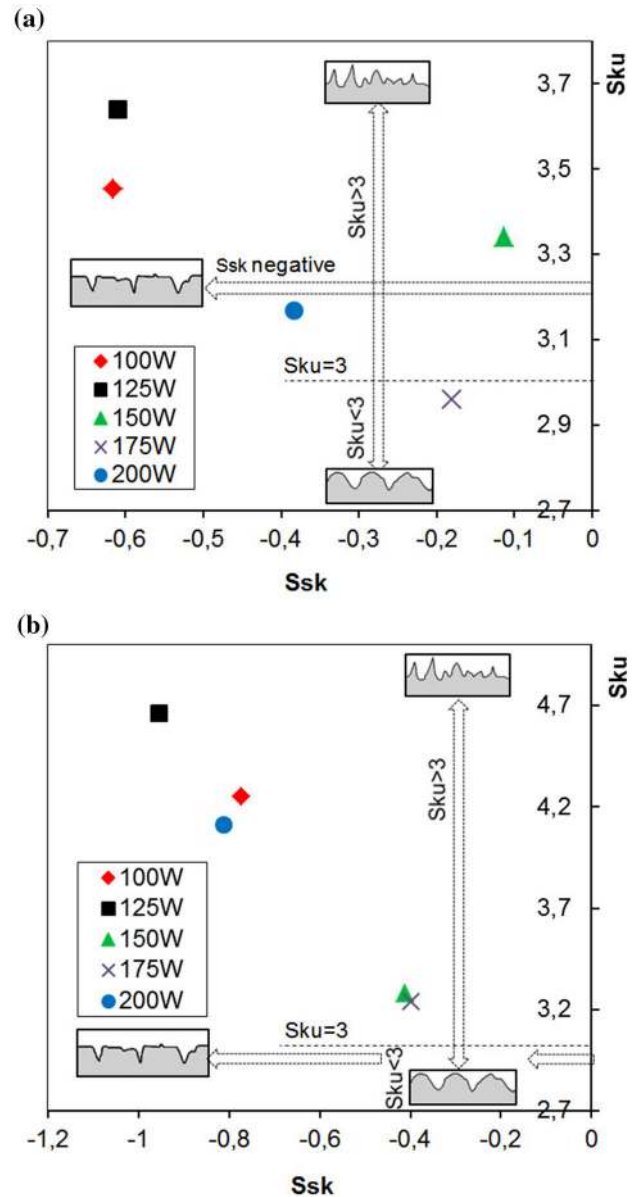 (a)
Sku
3,7
3,5
3,3
3,1
2,9
2,7
Sku>3
Ssk negative
Sku=3
Sku<3
100W
125W
150W
175W
200W
-0,7 -0,6 -0,5 -0,4 -0,3 -0,2 -0,1 0
Ssk
(b)
Sku
4,7
4,2
3,7
3,2
2,7
Sku>3
100W
125W
150W
175W
200W
Sku=3
Sku<3
-1,2 -1 -0,8 -0,6 -0,4 -0,2 0
Ssk